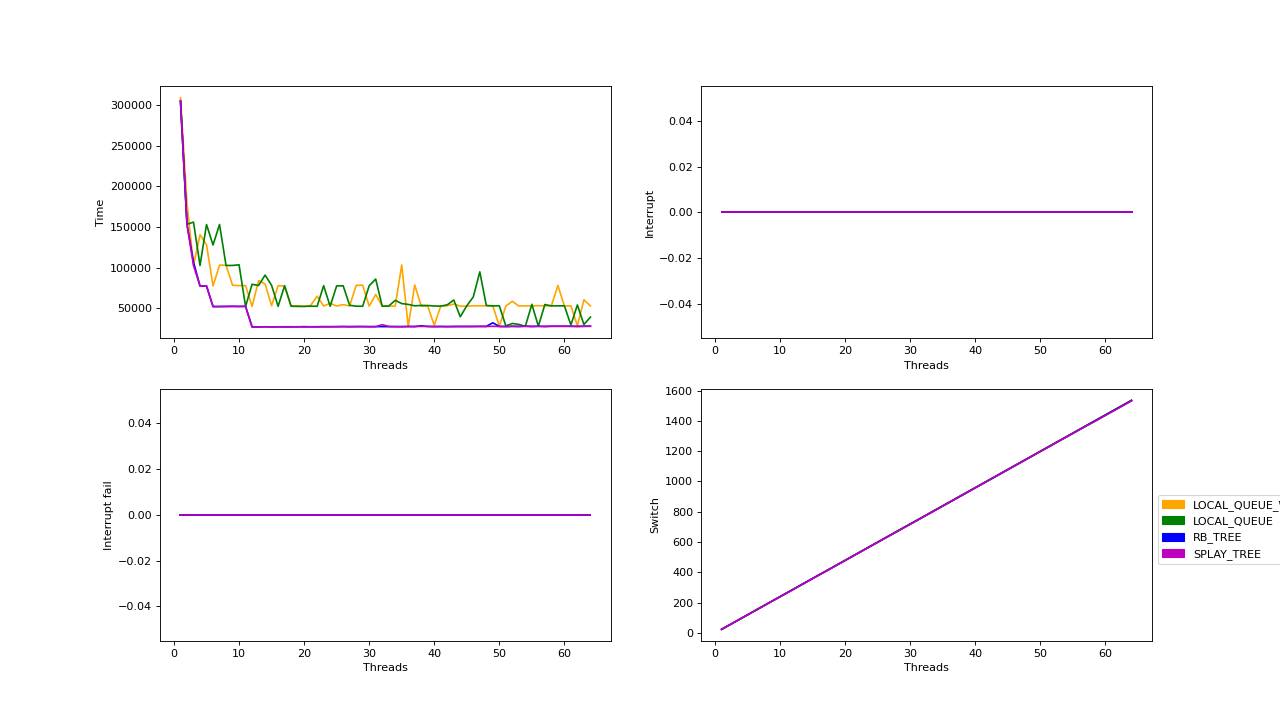 300000
250000
200000
150000
100000
50000
Time
0 10 20 30 40 50 60
Threads
0.04
0.02
0.00
−0.02
−0.04
Interrupt
0 10 20 30 40 50 60
Threads
0.04
0.02
0.00
−0.02
−0.04
Interrupt fail
0 10 20 30 40 50 60
Threads
1600
1400
1200
1000
800
600
400
200
0
Switch
0 10 20 30 40 50 60
Threads
LOCAL_QUEUE_
LOCAL_QUEUE
RB_TREE
SPLAY_TREE